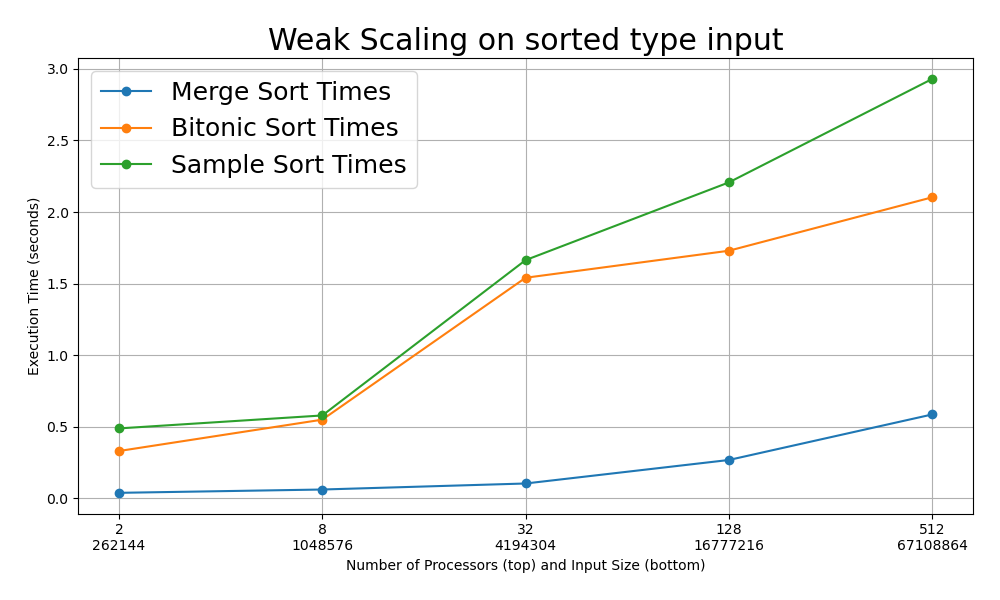 Weak Scaling on sorted type input
Merge Sort Times
Bitonic Sort Times
Sample Sort Times
Execution Time (seconds)
3.0
2.5
2.0
1.5
1.0
0.5
0.0
2 8 32 128 512
262144 1048576 4194304 16777216 67108864
Number of Processors (top) and Input Size (bottom)